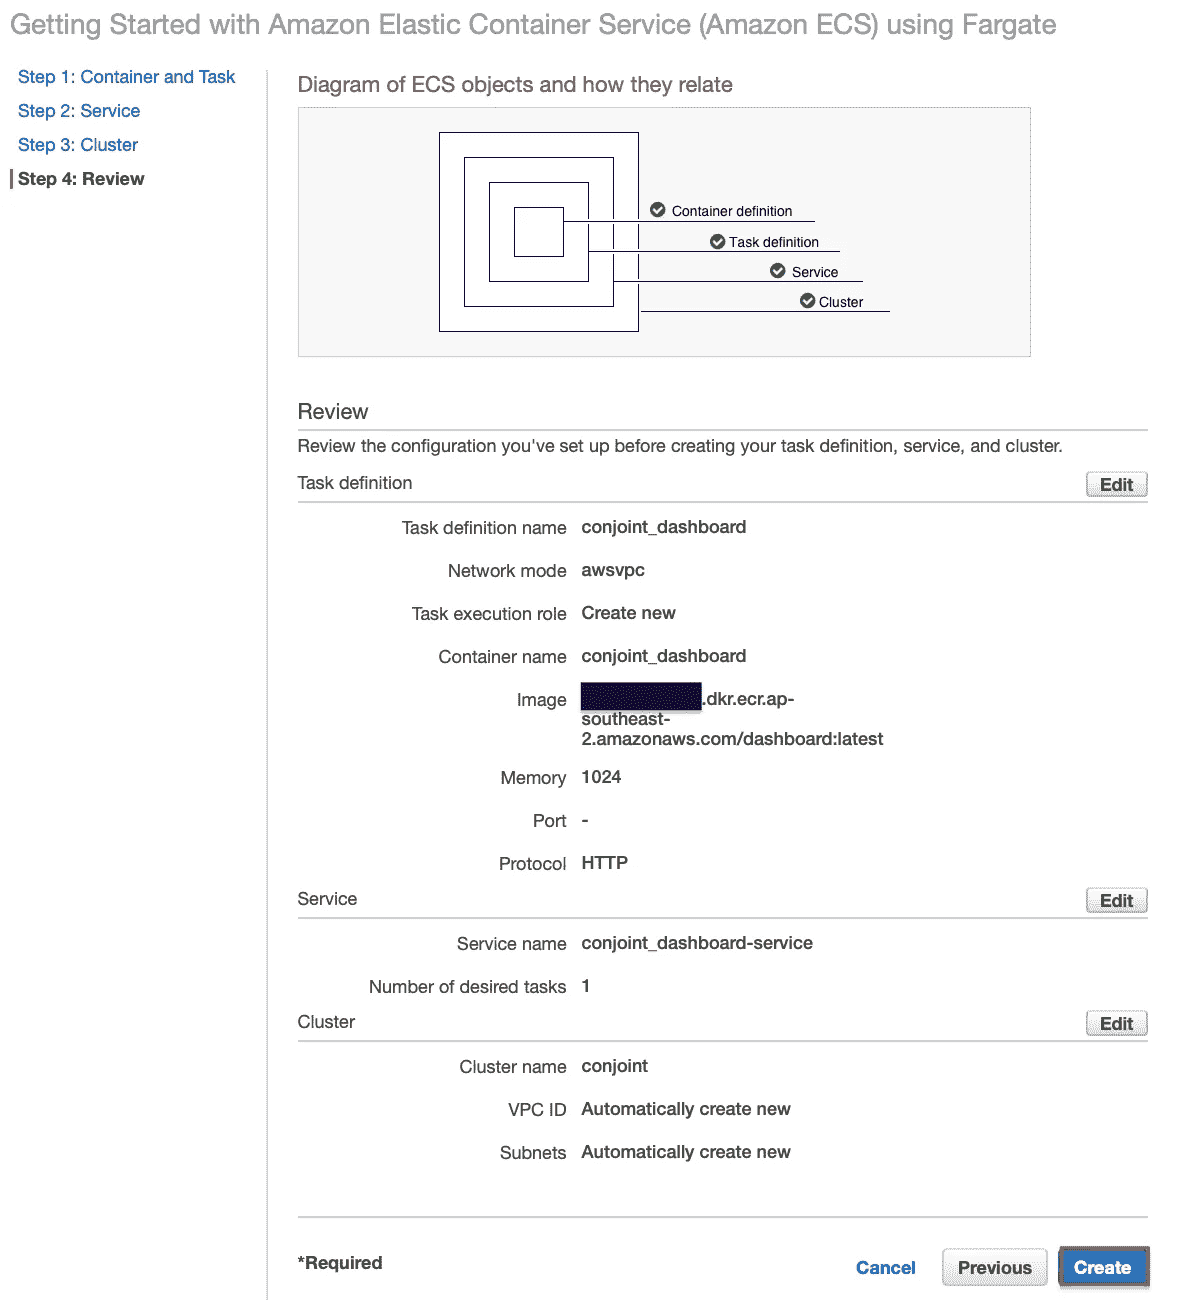 Getting Started with Amazon Elastic Container Service (Amazon ECS) using Fargate
Step 1: Container and Task
Step 2: Service
Step 3: Cluster
Step 4: Review
Diagram of ECS objects and how they relate
Container definition
Task definition
Service
Cluster
Review
Review the configuration you've set up before creating your task definition, service, and cluster.
Task definition Edit
Task definition name conjoint_dashboard
Network mode awsvpc
Task execution role Create new
Container name conjoint_dashboard
Image .dkr.ecr.ap-
southeast-
2.amazonaws.com/dashboard:latest
Memory 1024
Port -
Protocol HTTP
Service Edit
Service name conjoint_dashboard-service
Number of desired tasks 1
Cluster Edit
Cluster name conjoint
VPC ID Automatically create new
Subnets Automatically create new
*Required Cancel Previous Create